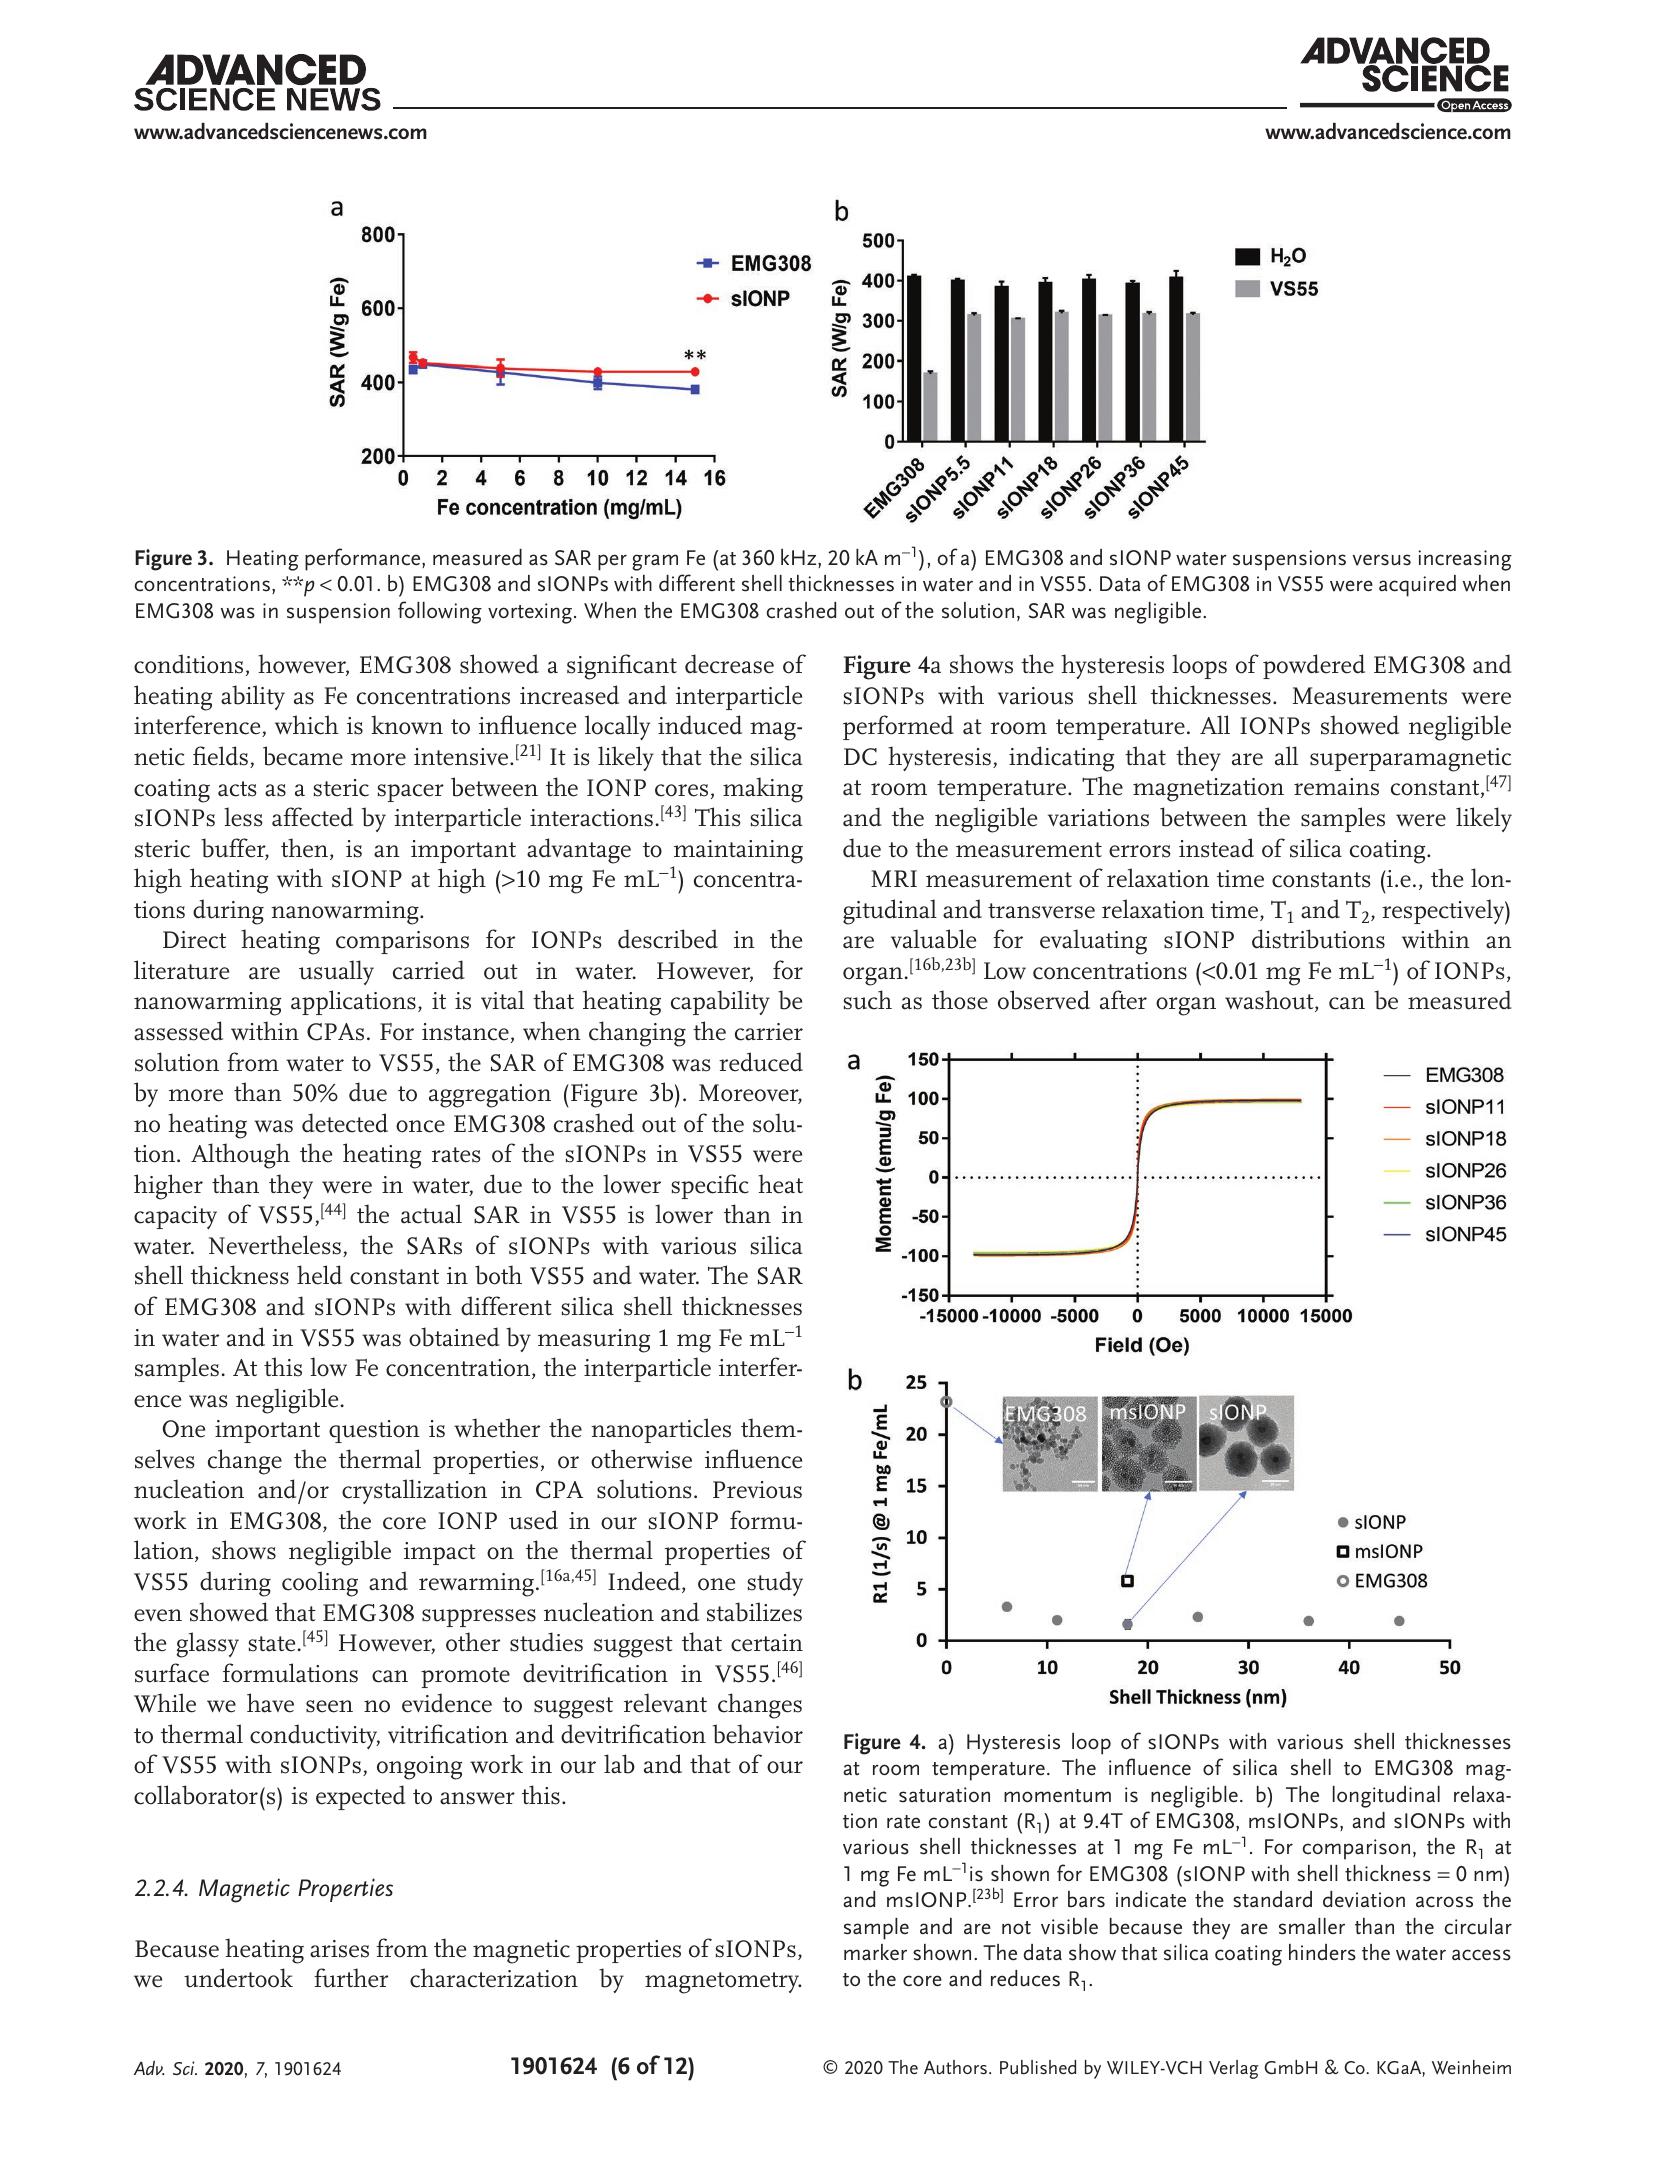 ADVANCED
SCIENCE NEWS
www.advancedsciencenews.com
ADVANCED
SCIENCE
Open Access
www.advancedscience.com
a
800
600
400
200
SAR (W/g Fe)
0 2 4 6 8 10 12 14 16
Fe concentration (mg/mL)
EMG308
sIONP
**
b
500
400
300
200
100
0
SAR (W/g Fe)
EMG308 sIONP5.5 sIONP11 sIONP18 sIONP26 sIONP36 sIONP45
H₂O
VS55
Figure 3. Heating performance, measured as SAR per gram Fe (at 360 kHz, 20 kA m⁻¹), of a) EMG308 and sIONP water suspensions versus increasing
concentrations, **p < 0.01. b) EMG308 and sIONPs with different shell thicknesses in water and in VS55. Data of EMG308 in VS55 were acquired when
EMG308 was in suspension following vortexing. When the EMG308 crashed out of the solution, SAR was negligible.
conditions, however, EMG308 showed a significant decrease of
heating ability as Fe concentrations increased and interparticle
interference, which is known to influence locally induced mag-
netic fields, became more intensive.[21] It is likely that the silica
coating acts as a steric spacer between the IONP cores, making
sIONPs less affected by interparticle interactions.[43] This silica
steric buffer, then, is an important advantage to maintaining
high heating with sIONP at high (>10 mg Fe mL⁻¹) concentra-
tions during nanowarming.
Direct heating comparisons for IONPs described in the
literature are usually carried out in water. However, for
nanowarming applications, it is vital that heating capability be
assessed within CPAs. For instance, when changing the carrier
solution from water to VS55, the SAR of EMG308 was reduced
by more than 50% due to aggregation (Figure 3b). Moreover,
no heating was detected once EMG308 crashed out of the solu-
tion. Although the heating rates of the sIONPs in VS55 were
higher than they were in water, due to the lower specific heat
capacity of VS55,[44] the actual SAR in VS55 is lower than in
water. Nevertheless, the SARs of sIONPs with various silica
shell thickness held constant in both VS55 and water. The SAR
of EMG308 and sIONPs with different silica shell thicknesses
in water and in VS55 was obtained by measuring 1 mg Fe mL⁻¹
samples. At this low Fe concentration, the interparticle interfer-
ence was negligible.
One important question is whether the nanoparticles them-
selves change the thermal properties, or otherwise influence
nucleation and/or crystallization in CPA solutions. Previous
work in EMG308, the core IONP used in our sIONP formu-
lation, shows negligible impact on the thermal properties of
VS55 during cooling and rewarming.[16a,45] Indeed, one study
even showed that EMG308 suppresses nucleation and stabilizes
the glassy state.[45] However, other studies suggest that certain
surface formulations can promote devitrification in VS55.[46]
While we have seen no evidence to suggest relevant changes
to thermal conductivity, vitrification and devitrification behavior
of VS55 with sIONPs, ongoing work in our lab and that of our
collaborator(s) is expected to answer this.
2.2.4. Magnetic Properties
Because heating arises from the magnetic properties of sIONPs,
we undertook further characterization by magnetometry.
Figure 4a shows the hysteresis loops of powdered EMG308 and
sIONPs with various shell thicknesses. Measurements were
performed at room temperature. All IONPs showed negligible
DC hysteresis, indicating that they are all superparamagnetic
at room temperature. The magnetization remains constant,[47]
and the negligible variations between the samples were likely
due to the measurement errors instead of silica coating.
MRI measurement of relaxation time constants (i.e., the lon-
gitudinal and transverse relaxation time, T₁ and T₂, respectively)
are valuable for evaluating sIONP distributions within an
organ.[16b,23b] Low concentrations (<0.01 mg Fe mL⁻¹) of IONPs,
such as those observed after organ washout, can be measured
a
150
100
50
0
-50
-100
-150
Moment (emu/g Fe)
-15000 -10000 -5000 0 5000 10000 15000
Field (Oe)
EMG308
sIONP11
sIONP18
sIONP26
sIONP36
sIONP45
b
25
20
15
10
5
0
R1 (1/s) @ 1 mg Fe/mL
EMG308 msIONP sIONP
sIONP
msIONP
EMG308
0 10 20 30 40 50
Shell Thickness (nm)
Figure 4. a) Hysteresis loop of sIONPs with various shell thicknesses
at room temperature. The influence of silica shell to EMG308 mag-
netic saturation momentum is negligible. b) The longitudinal relaxa-
tion rate constant (R₁) at 9.4T of EMG308, msIONPs, and sIONPs with
various shell thicknesses at 1 mg Fe mL⁻¹. For comparison, the R₁ at
1 mg Fe mL⁻¹is shown for EMG308 (sIONP with shell thickness = 0 nm)
and msIONP.[23b] Error bars indicate the standard deviation across the
sample and are not visible because they are smaller than the circular
marker shown. The data show that silica coating hinders the water access
to the core and reduces R₁.
Adv. Sci. 2020, 7, 1901624
1901624 (6 of 12)
© 2020 The Authors. Published by WILEY-VCH Verlag GmbH & Co. KGaA, Weinheim